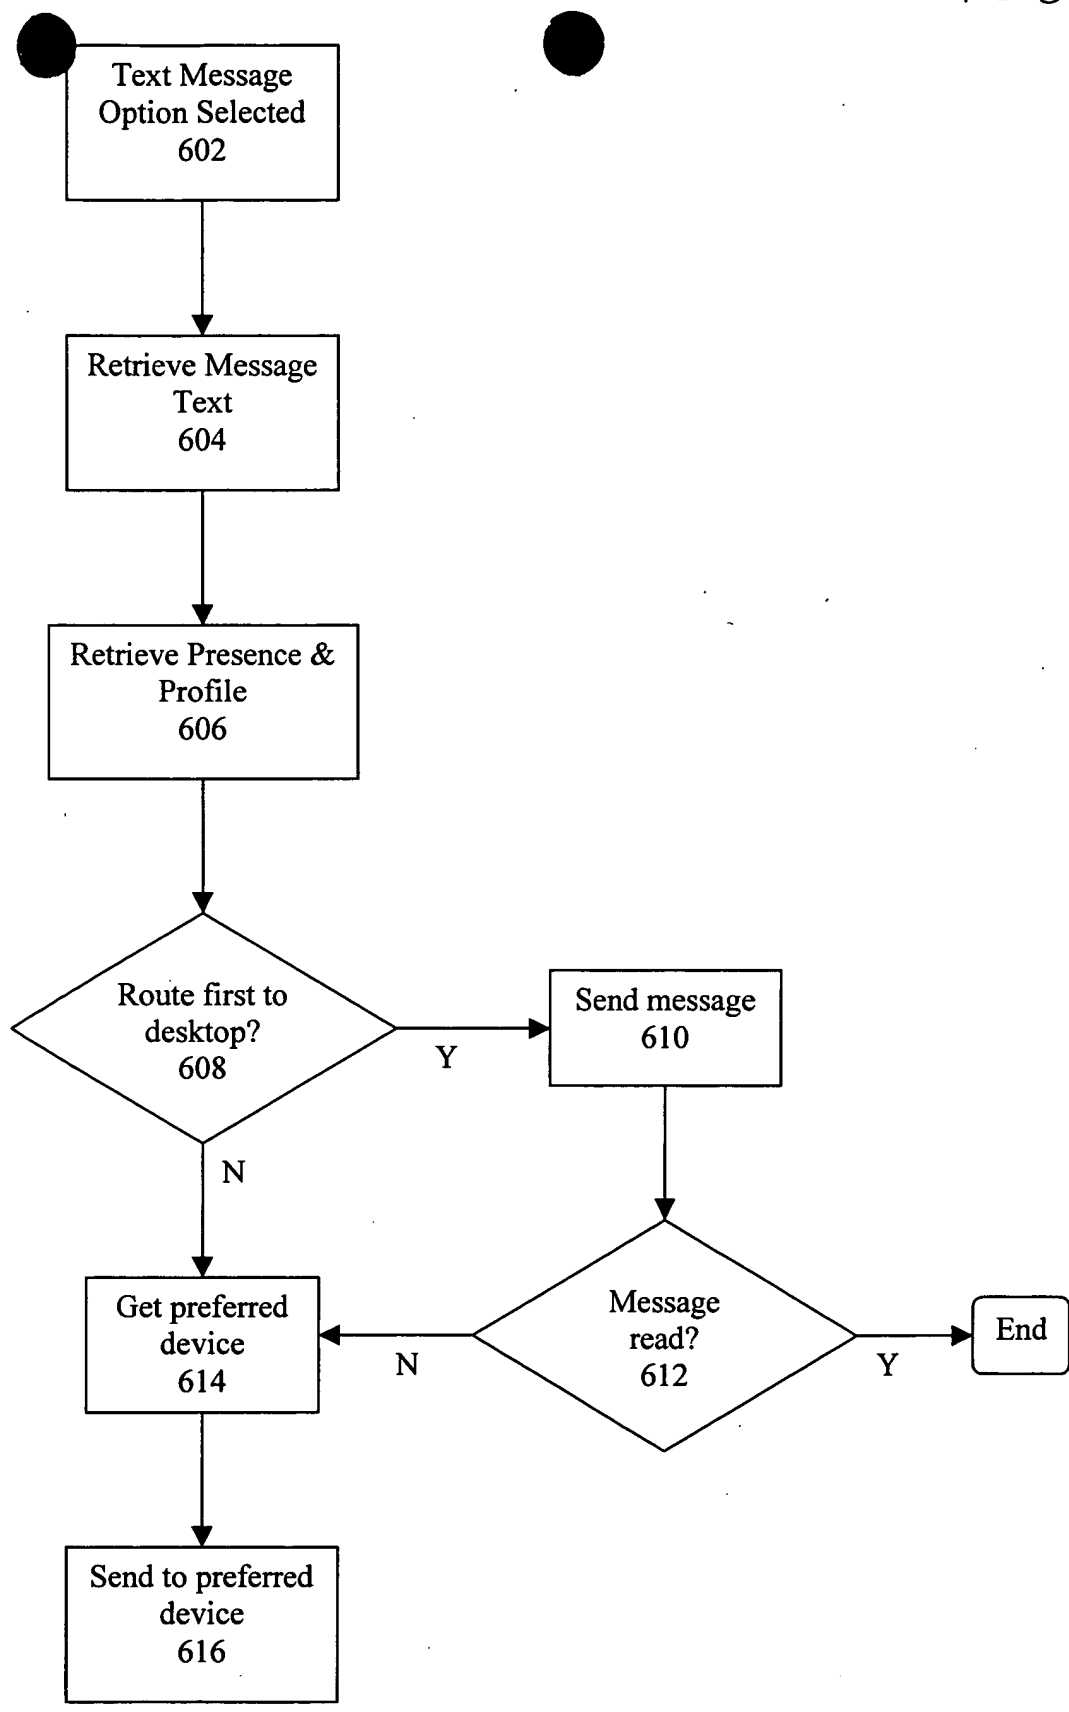 Text Message
Option Selected
602
Retrieve Message
Text
604
Retrieve Presence &
Profile
606
Route first to
desktop?
608
Y
Send message
610
N
Get preferred
device
614
N
Message
read?
612
Y
End
Send to preferred
device
616